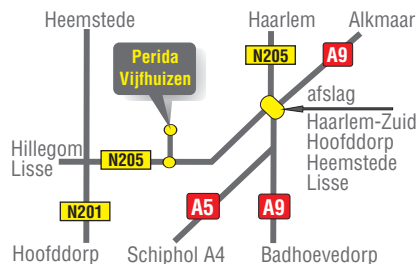 Heemstede
Haarlem
Alkmaar
Perida
Vijfhuizen
N205
A9
afslag
Haarlem-Zuid
Hoofddorp
Heemstede
Lisse
Hillegom
Lisse
N205
N201
A5
A9
Hoofddorp
Schiphol A4
Badhoevedorp